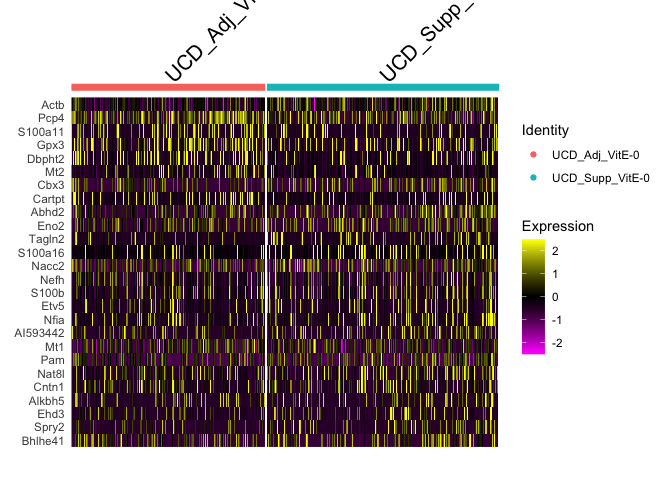 UCD_Adj_Vi
UCD_Supp_
Actb
Pcp4
S100a11
Gpx3
Dbpht2
Mt2
Cbx3
Cartpt
Abhd2
Eno2
Tagln2
S100a16
Nacc2
Nefh
S100b
Etv5
Nfia
AI593442
Mt1
Pam
Nat8l
Cntn1
Alkbh5
Ehd3
Spry2
Bhlhe41
Identity
UCD_Adj_VitE-0
UCD_Supp_VitE-0
Expression
2
1
0
-1
-2